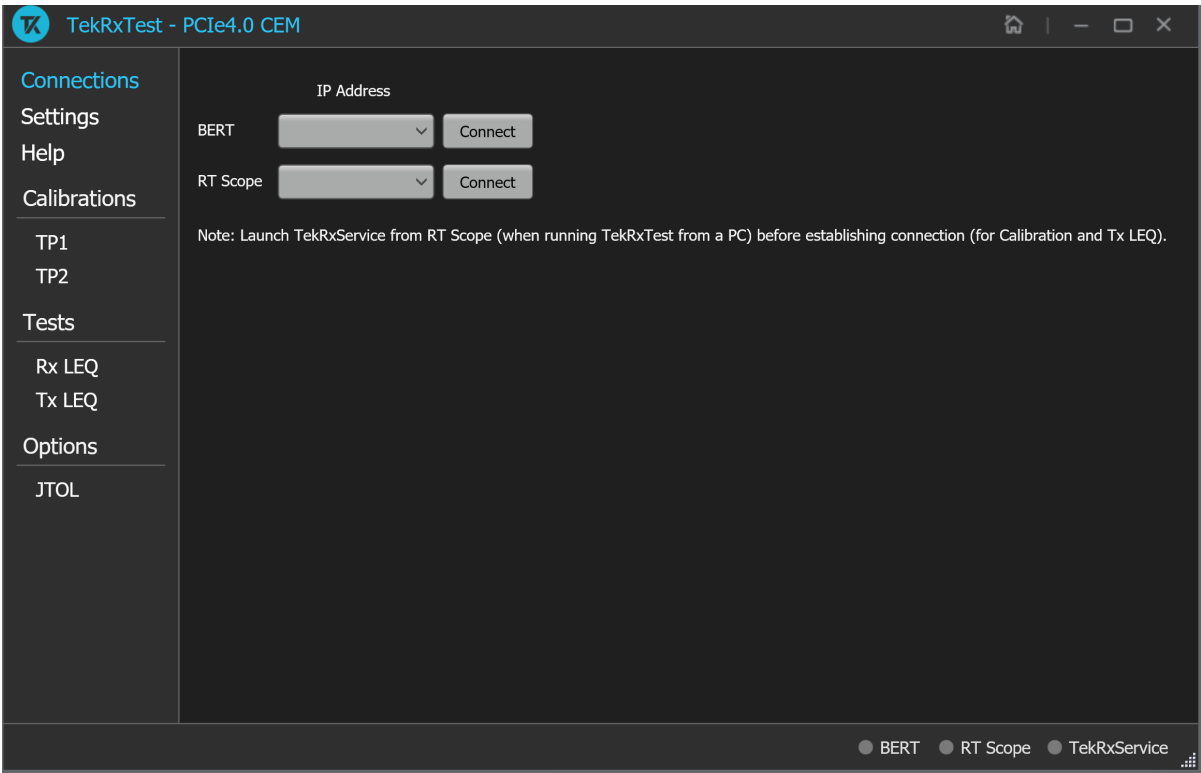 TekRxTest - PCIe4.0 CEM
Connections
Settings
Help
Calibrations
TP1
TP2
Tests
Rx LEQ
Tx LEQ
Options
JTOL
IP Address
BERT Connect
RT Scope Connect
Note: Launch TekRxService from RT Scope (when running TekRxTest from a PC) before establishing connection (for Calibration and Tx LEQ).
BERT RT Scope TekRxService